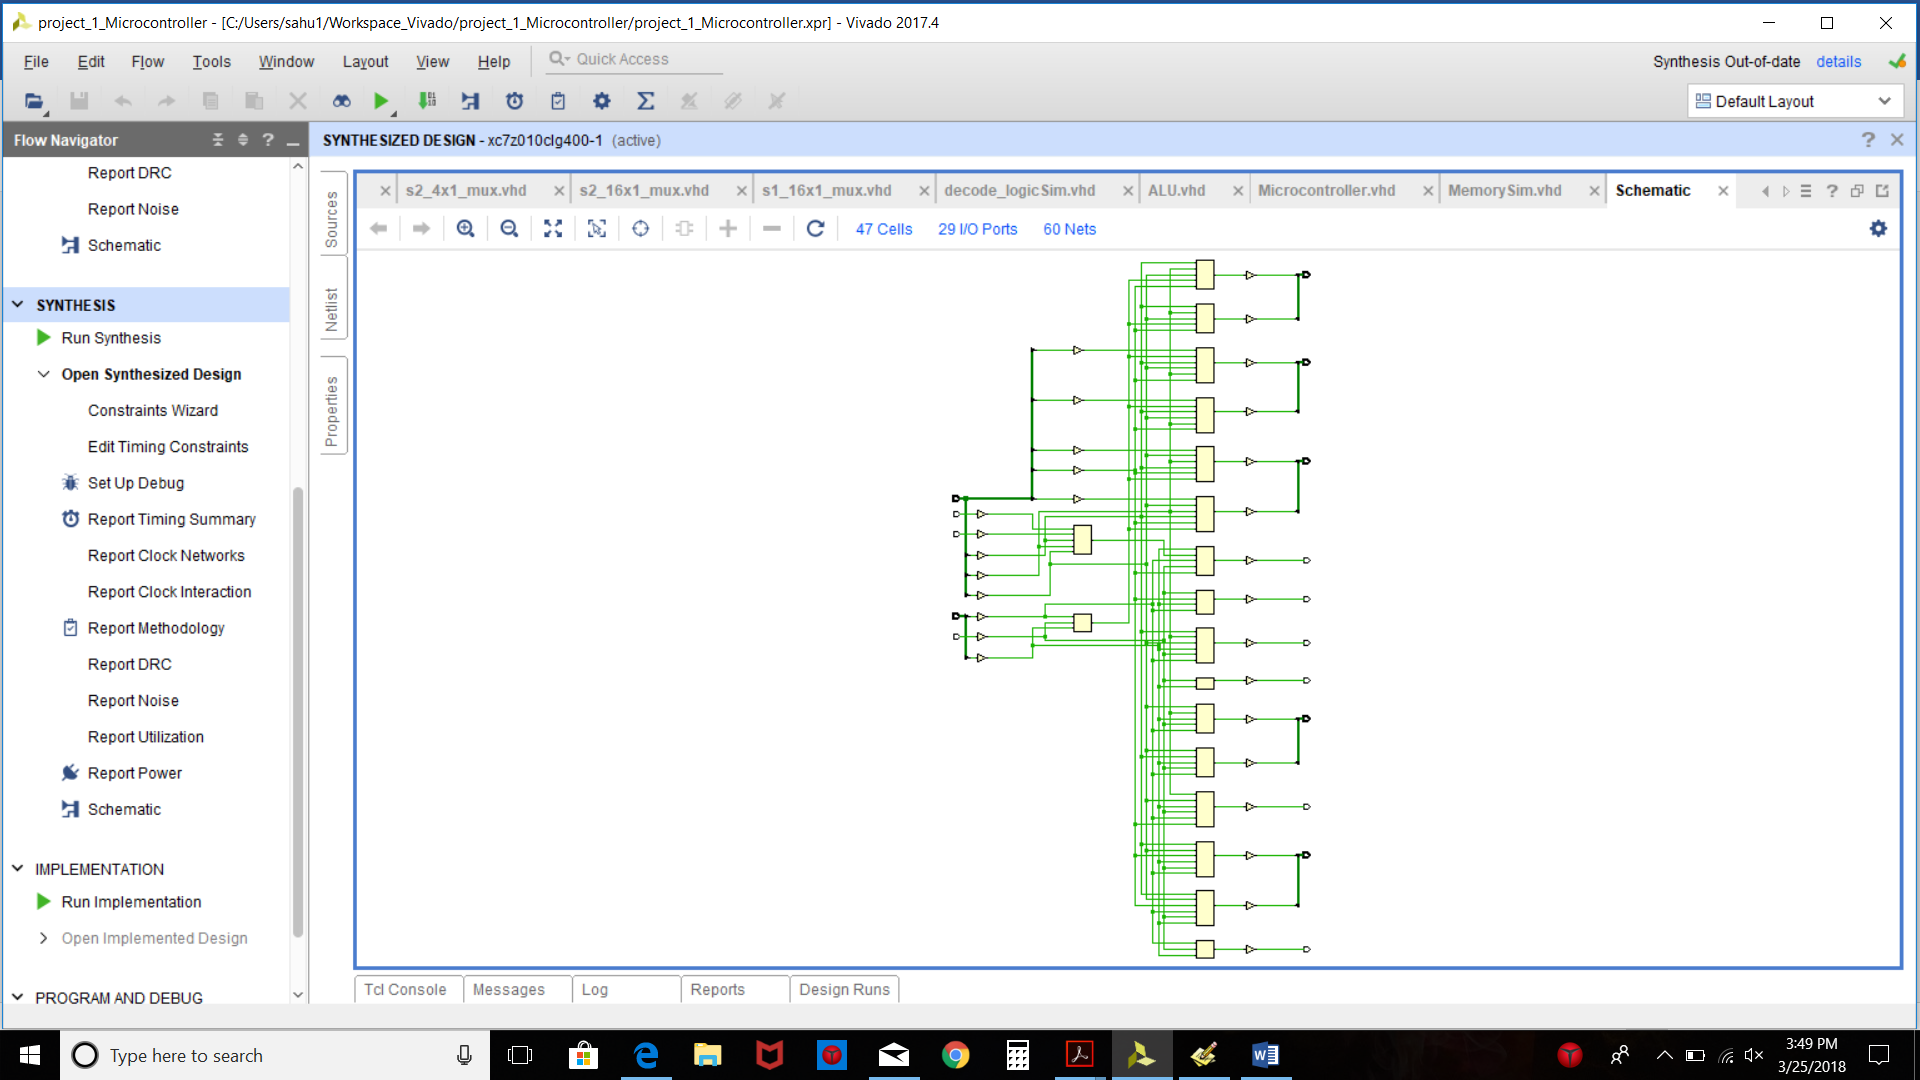 project_1_Microcontroller - [C:/Users/sahu1/Workspace_Vivado/project_1_Microcontroller/project_1_Microcontroller.xpr] - Vivado 2017.4
File Edit Flow Tools Window Layout View Help Quick Access
Synthesis Out-of-date details
Default Layout
Flow Navigator
SYNTHESIZED DESIGN - xc7z010clg400-1 (active)
Report DRC
Report Noise
Schematic
SYNTHESIS
Run Synthesis
Open Synthesized Design
Constraints Wizard
Edit Timing Constraints
Set Up Debug
Report Timing Summary
Report Clock Networks
Report Clock Interaction
Report Methodology
Report DRC
Report Noise
Report Utilization
Report Power
Schematic
IMPLEMENTATION
Run Implementation
Open Implemented Design
PROGRAM AND DEBUG
Sources
Netlist
Properties
s2_4x1_mux.vhd s2_16x1_mux.vhd s1_16x1_mux.vhd decode_logicSim.vhd ALU.vhd Microcontroller.vhd MemorySim.vhd Schematic
47 Cells 29 I/O Ports 60 Nets
Tcl Console Messages Log Reports Design Runs
Type here to search
3:49 PM
3/25/2018